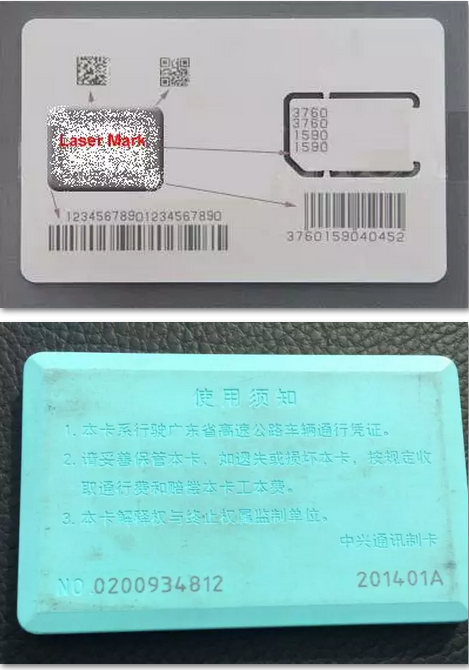 Laser Mark
3760
3760
1590
1590
12345678901234567890
3760159040452
使用须知
1. 本卡系行驶广东省高速公路车辆通行凭证。
2. 请妥善保管本卡，如遗失或损坏本卡，按规定收
取通行费和赔偿本卡工本费。
3. 本卡解释权与终止权属监制单位。
中兴通讯制卡
NO 0200934812
201401A